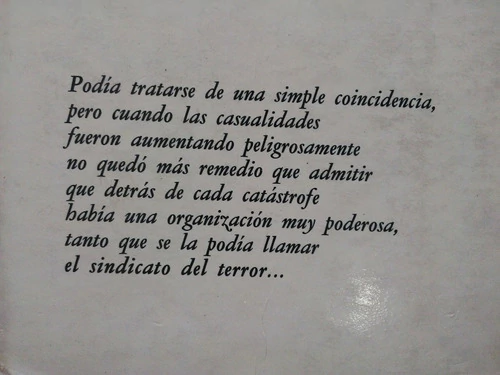 Podía tratarse de una simple coincidencia,
pero cuando las casualidades
fueron aumentando peligrosamente
no quedó más remedio que admitir
que detrás de cada catástrofe
había una organización muy poderosa,
tanto que se la podía llamar
el sindicato del terror...